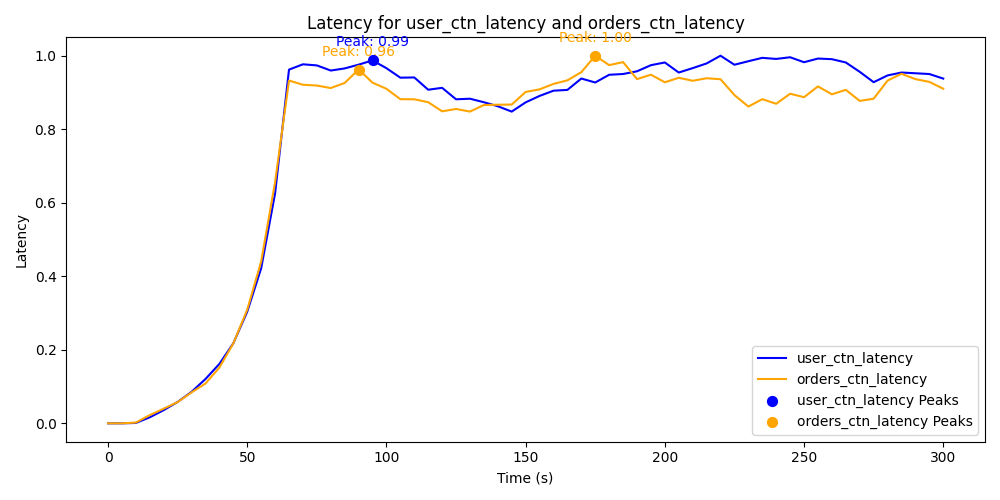 Latency for user_ctn_latency and orders_ctn_latency
Peak: 0.99
Peak: 0.96
Peak: 1.00
1.0
0.8
0.6
0.4
0.2
0.0
Latency
0
50
100
150
200
250
300
Time (s)
user_ctn_latency
orders_ctn_latency
user_ctn_latency Peaks
orders_ctn_latency Peaks